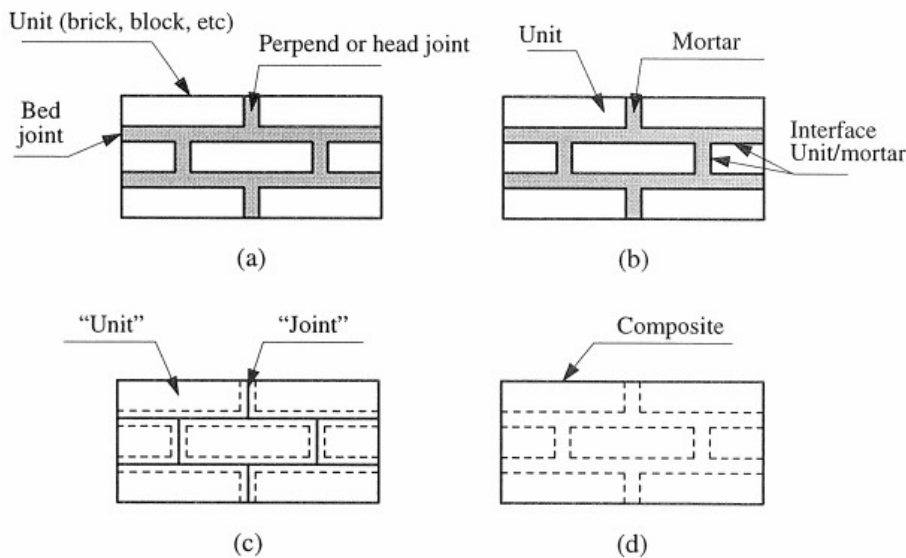 Unit (brick, block, etc)
Perpend or head joint
Bed
joint
(a)
Unit
Mortar
Interface
Unit/mortar
(b)
“Unit”
“Joint”
(c)
Composite
(d)